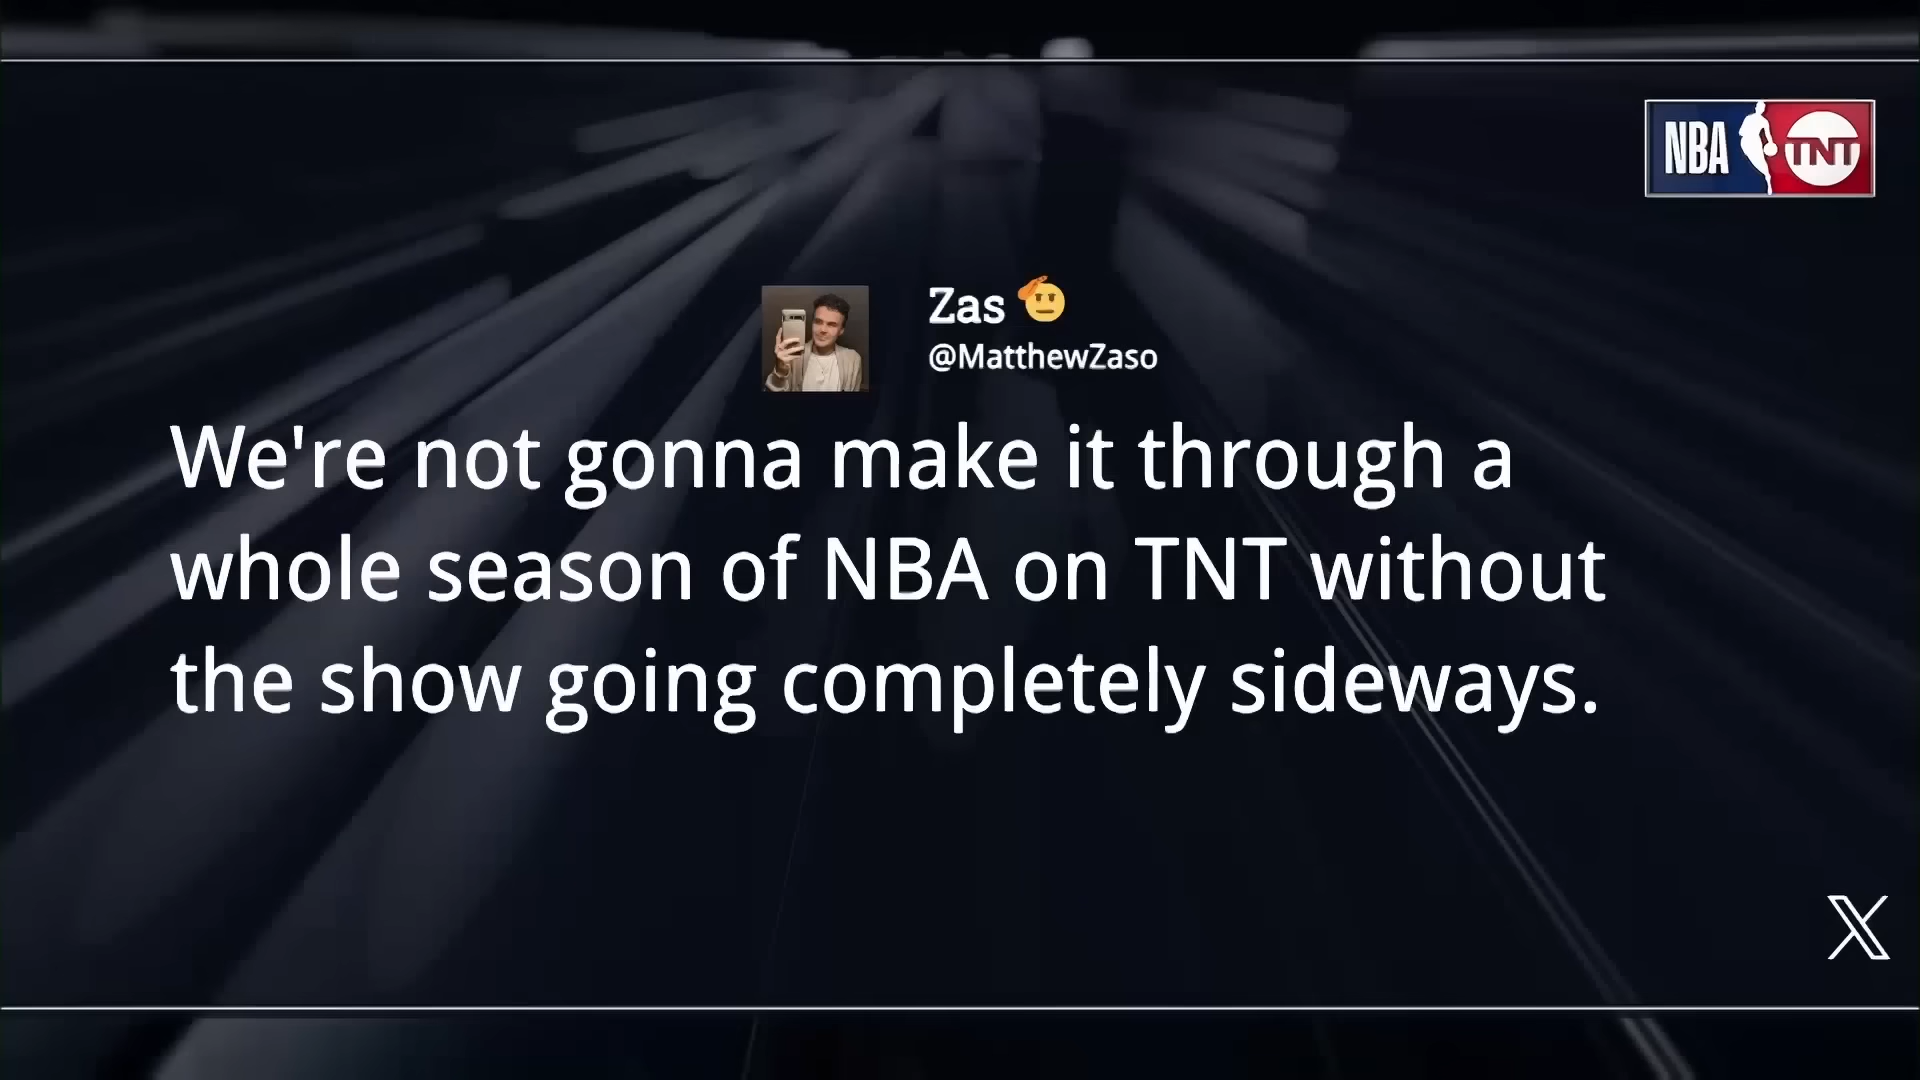 NBA TNT
Zas 🫡
@MatthewZaso
We're not gonna make it through a
whole season of NBA on TNT without
the show going completely sideways.
X